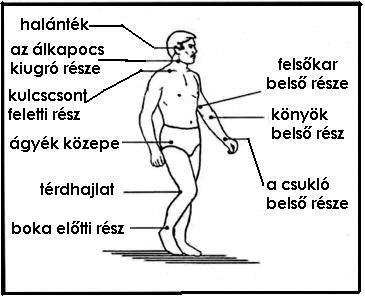 halánték
az álkapocs
kiugró része
kulcscsont
feletti rész
ágyék közepe
térdhajlat
boka előtti rész
felsőkar
belső része
könyök
belső rész
a csukló
belső része